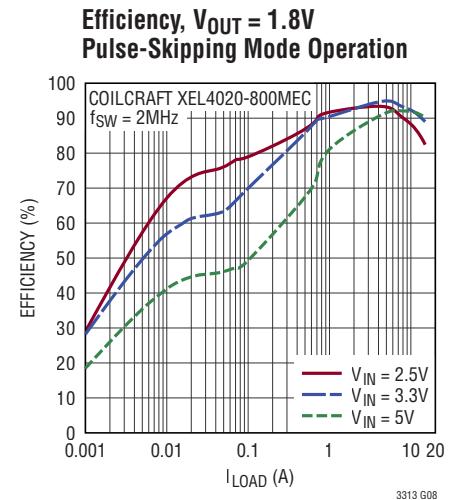 Efficiency, VOUT = 1.8V
Pulse-Skipping Mode Operation
100
90
80
70
60
50
40
30
20
10
0
EFFICIENCY (%)
COILCRAFT XEL4020-800MEC
fSW = 2MHz
VIN = 2.5V
VIN = 3.3V
VIN = 5V
0.001 0.01 0.1 1 10 20
ILOAD (A)
3313 G08